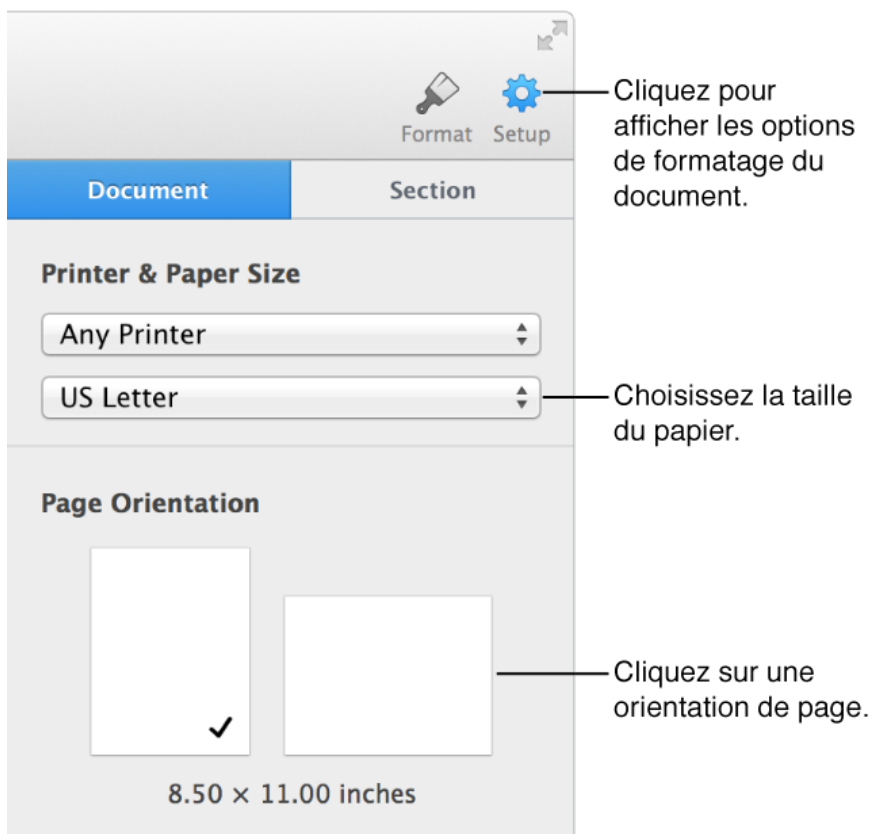 Format Setup
Cliquez pour
afficher les options
de formatage du
document.
Document Section
Printer & Paper Size
Any Printer
US Letter
Choisissez la taille
du papier.
Page Orientation
Cliquez sur une
orientation de page.
8.50 × 11.00 inches